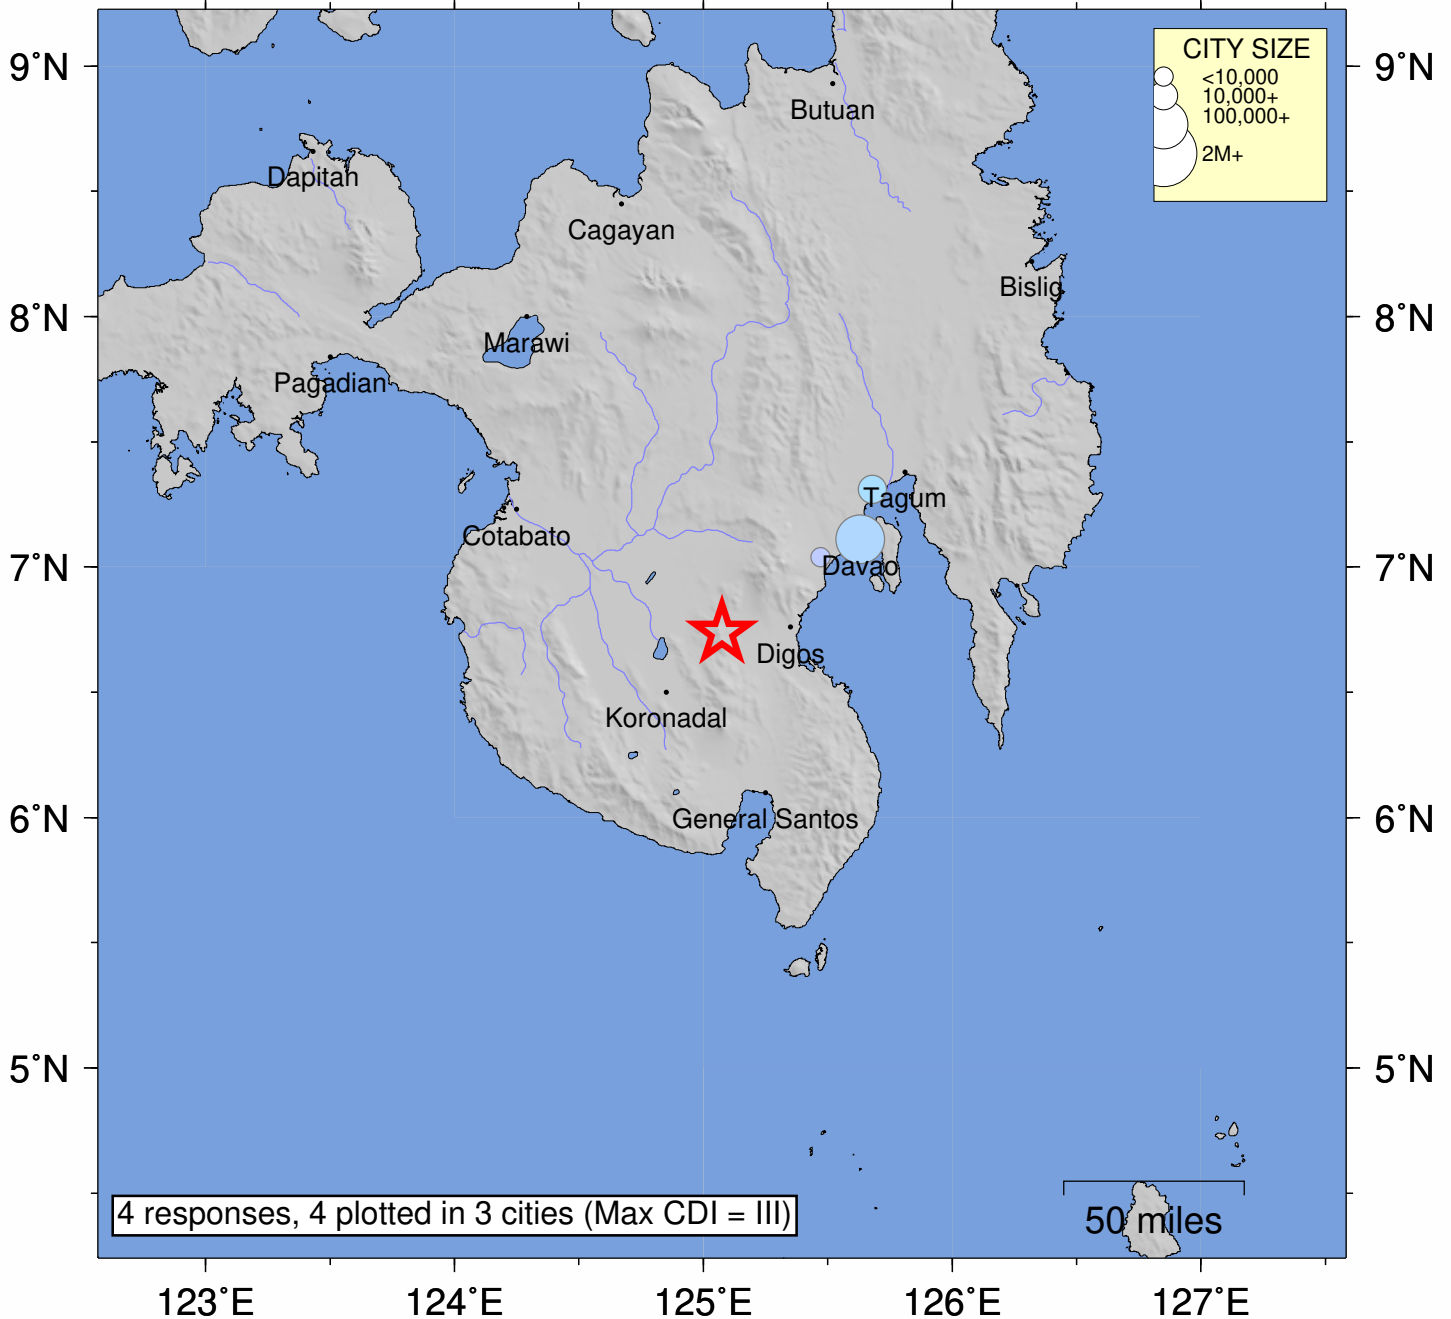 9˚N
9˚N
CITY SIZE
<10,000
10,000+
100,000+
2M+
Butuan
Dapitan
Cagayan
Bislig
8˚N
8˚N
Marawi
Pagadian
Tagum
Cotabato
Davao
7˚N
7˚N
Digos
Koronadal
General Santos
6˚N
6˚N
5˚N
5˚N
4 responses, 4 plotted in 3 cities (Max CDI = III)
50 miles
123˚E
124˚E
125˚E
126˚E
127˚E